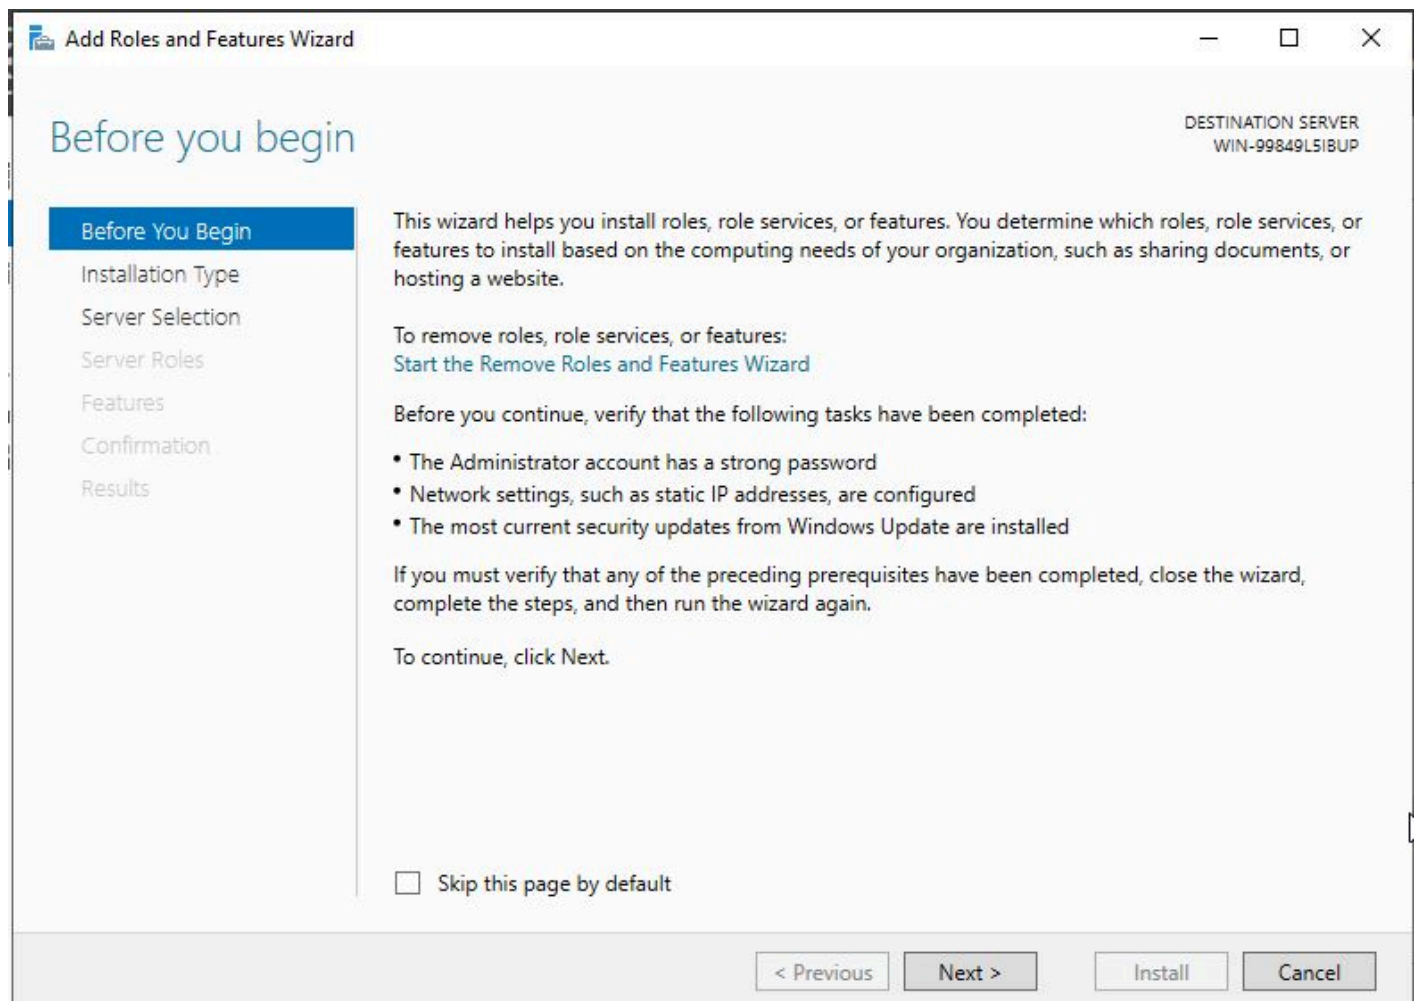 Add Roles and Features Wizard
Before you begin
DESTINATION SERVER
WIN-99849L5IBUP
Before You Begin
Installation Type
Server Selection
Server Roles
Features
Confirmation
Results
This wizard helps you install roles, role services, or features. You determine which roles, role services, or
features to install based on the computing needs of your organization, such as sharing documents, or
hosting a website.
To remove roles, role services, or features:
Start the Remove Roles and Features Wizard
Before you continue, verify that the following tasks have been completed:
• The Administrator account has a strong password
• Network settings, such as static IP addresses, are configured
• The most current security updates from Windows Update are installed
If you must verify that any of the preceding prerequisites have been completed, close the wizard,
complete the steps, and then run the wizard again.
To continue, click Next.
Skip this page by default
< Previous
Next >
Install
Cancel